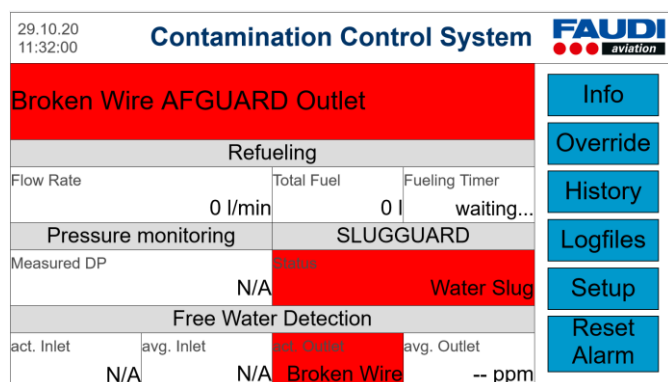 29.10.20
11:32:00
Contamination Control System
FAUDI
aviation
Broken Wire AFGUARD Outlet
Info
Override
History
Logfiles
Setup
Reset
Alarm
Refueling
Flow Rate
0 l/min
Total Fuel
0 l
Fueling Timer
waiting...
Pressure monitoring
SLUGGUARD
Measured DP
N/A
Status
Water Slug
Free Water Detection
act. Inlet
N/A
avg. Inlet
N/A
act. Outlet
Broken Wire
avg. Outlet
-- ppm